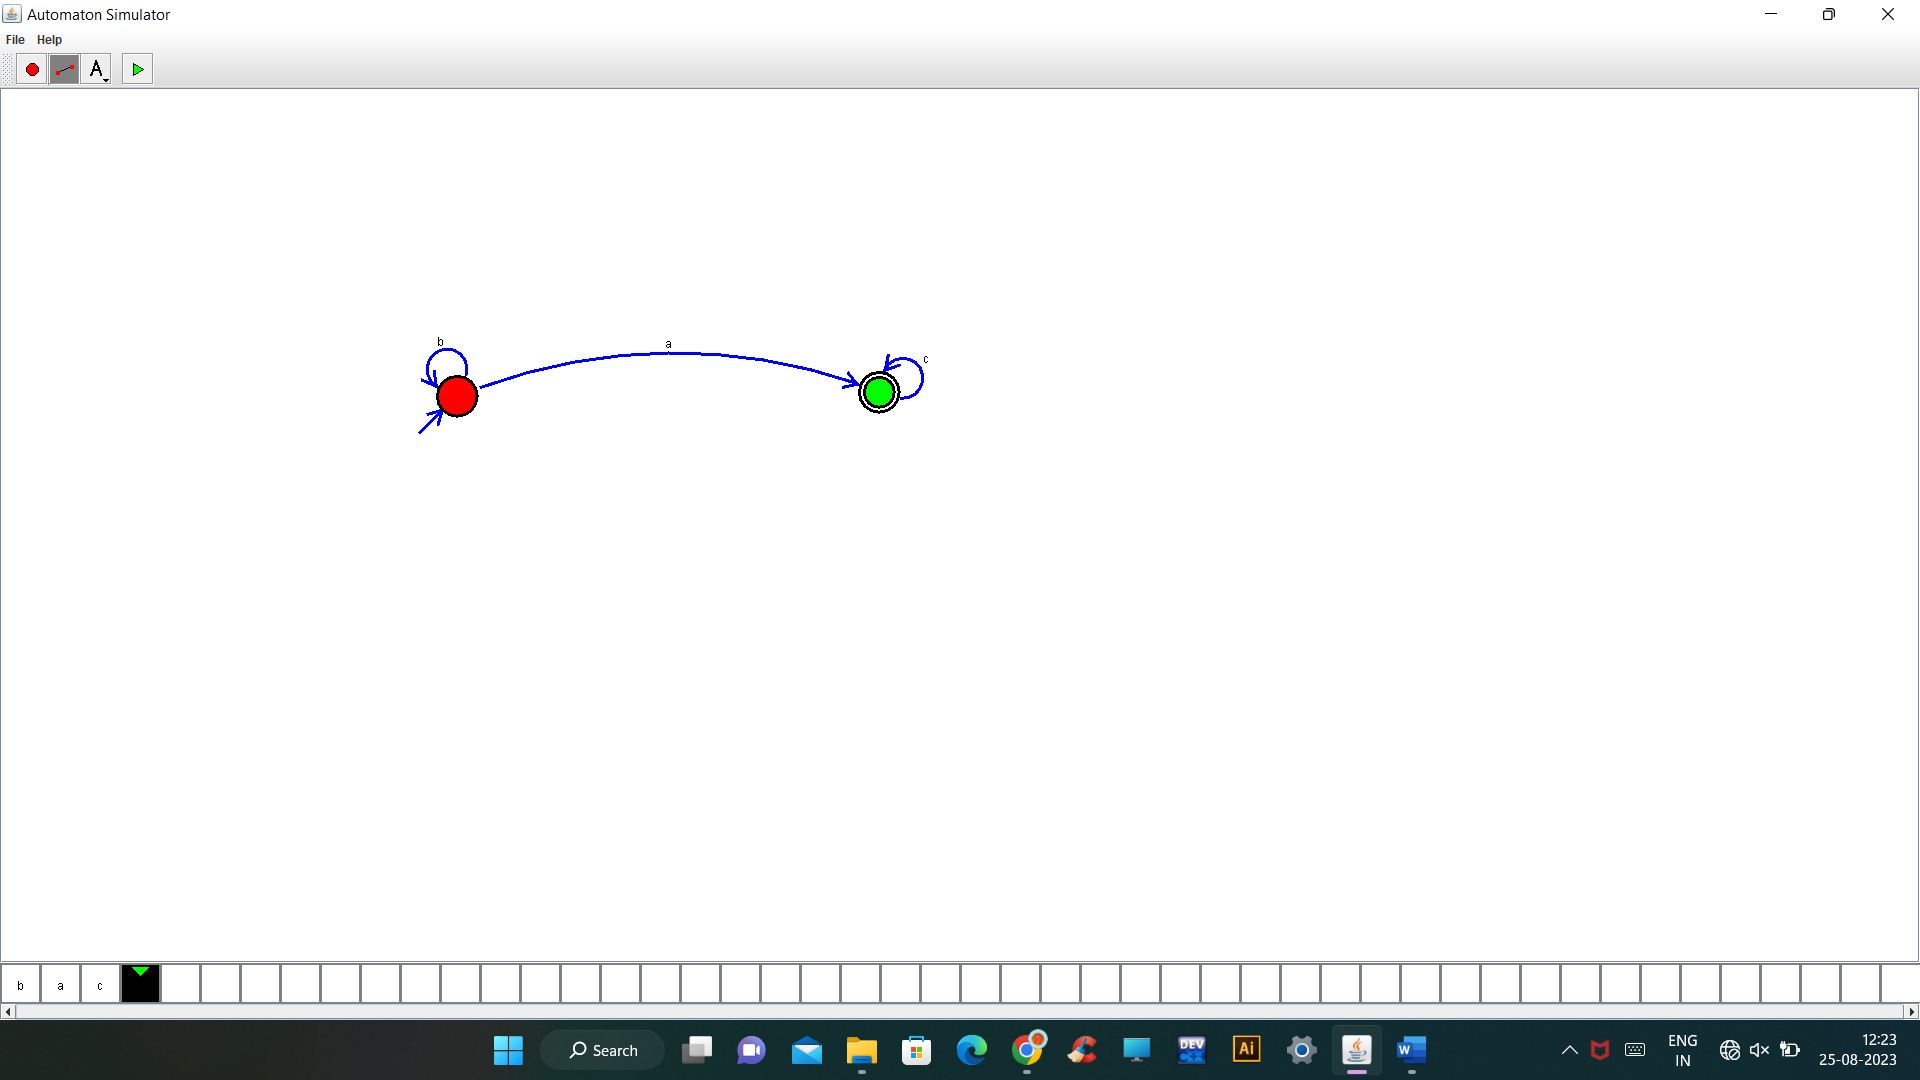 Automaton Simulator
File Help
A
b
a
c
b a c
Search
DEV
C++
Ai
W
ENG
IN
12:23
25-08-2023